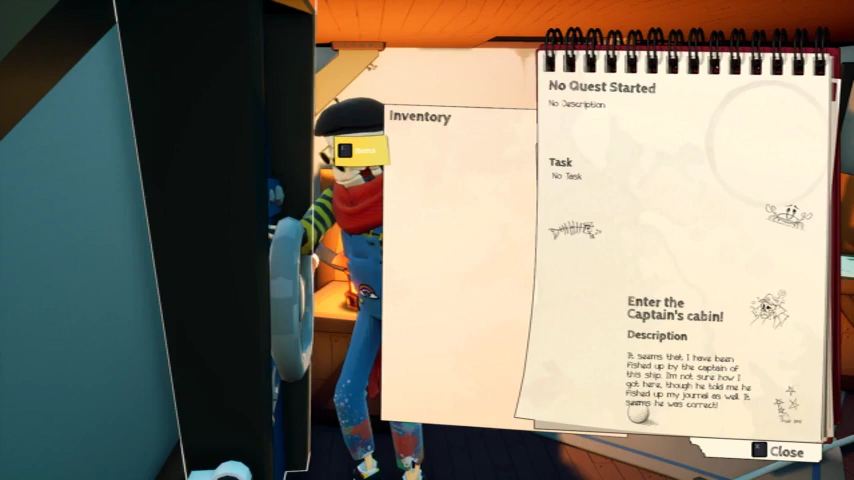 Inventory
Items
No Quest Started
No Description
Task
No Task
Enter the
Captain's cabin!
Description
It seems that I have been
fished up by the captain of
this ship. I'm not sure how I
got here, though he told me he
fished up my journal as well. It
seems he was correct!
Close